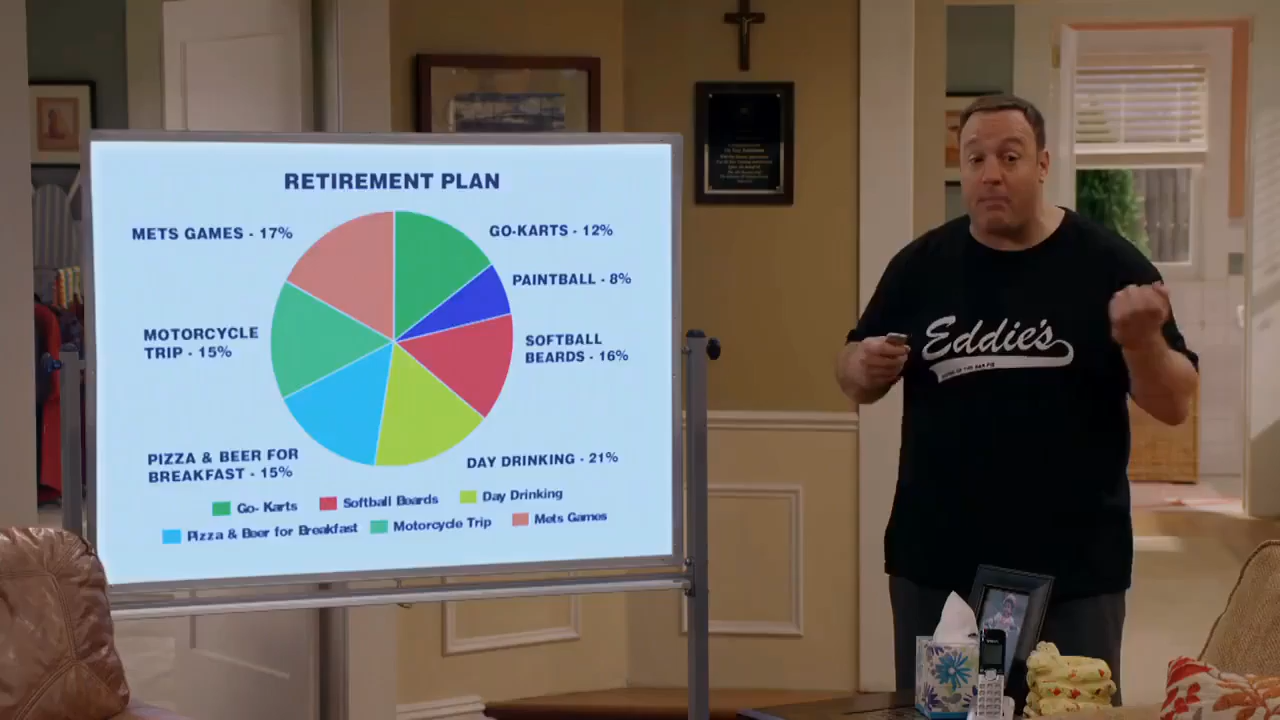 RETIREMENT PLAN
METS GAMES - 17%
GO-KARTS - 12%
PAINTBALL - 8%
MOTORCYCLE
TRIP - 15%
SOFTBALL
BEARDS - 16%
PIZZA & BEER FOR
BREAKFAST - 15%
DAY DRINKING - 21%
Go- Karts
Softball Beards
Day Drinking
Pizza & Beer for Breakfast
Motorcycle Trip
Mets Games
Eddie's